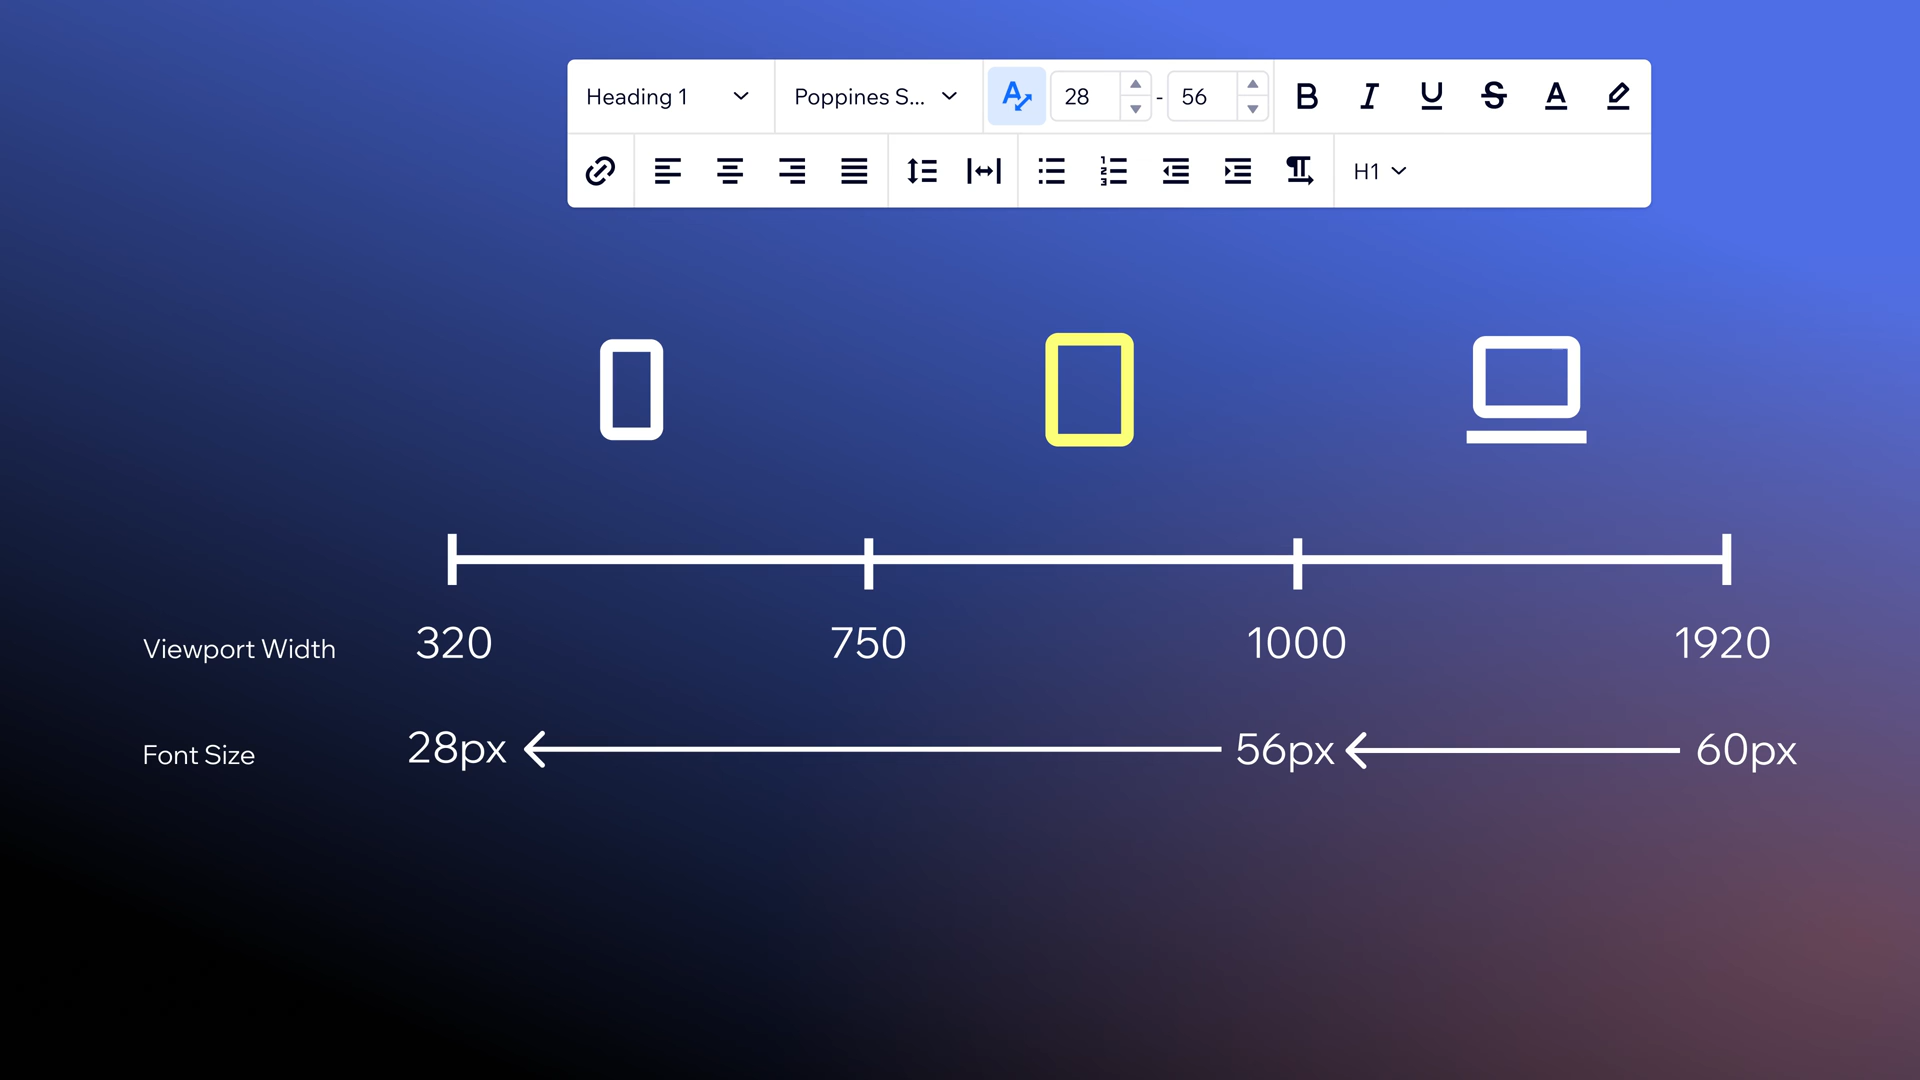 Heading 1 Poppines S... 28 - 56 B I U S A
H1
320 750 1000 1920
Viewport Width
28px 56px 60px
Font Size